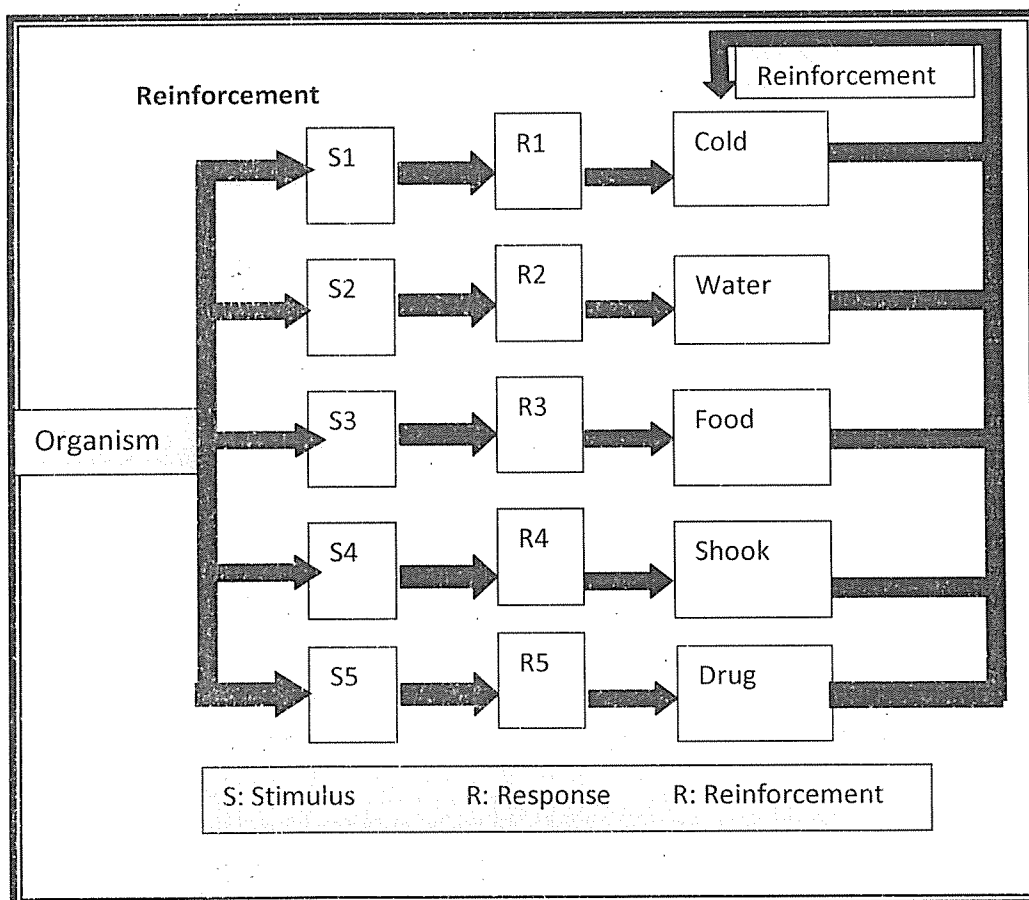 Reinforcement
Reinforcement
S1 R1 Cold
S2 R2 Water
S3 R3 Food
Organism
S4 R4 Shook
S5 R5 Drug
S: Stimulus R: Response R: Reinforcement